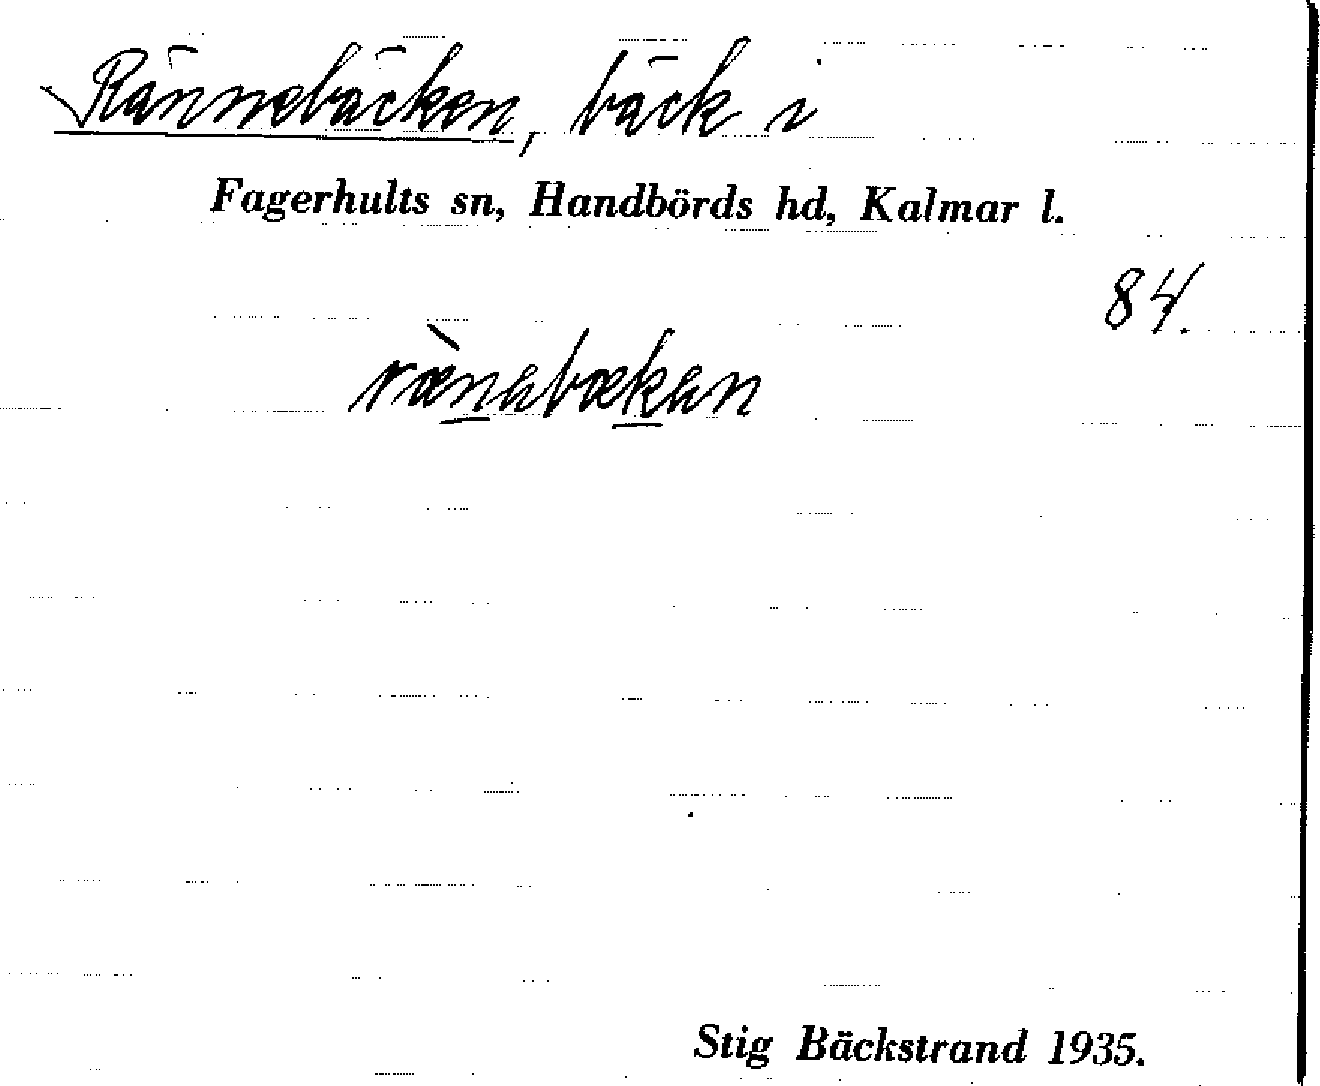 Rännebäcken, bäck i
Fagerhults sn, Handbörds hd, Kalmar l.
84.
Stig Bäckstrand 1935.